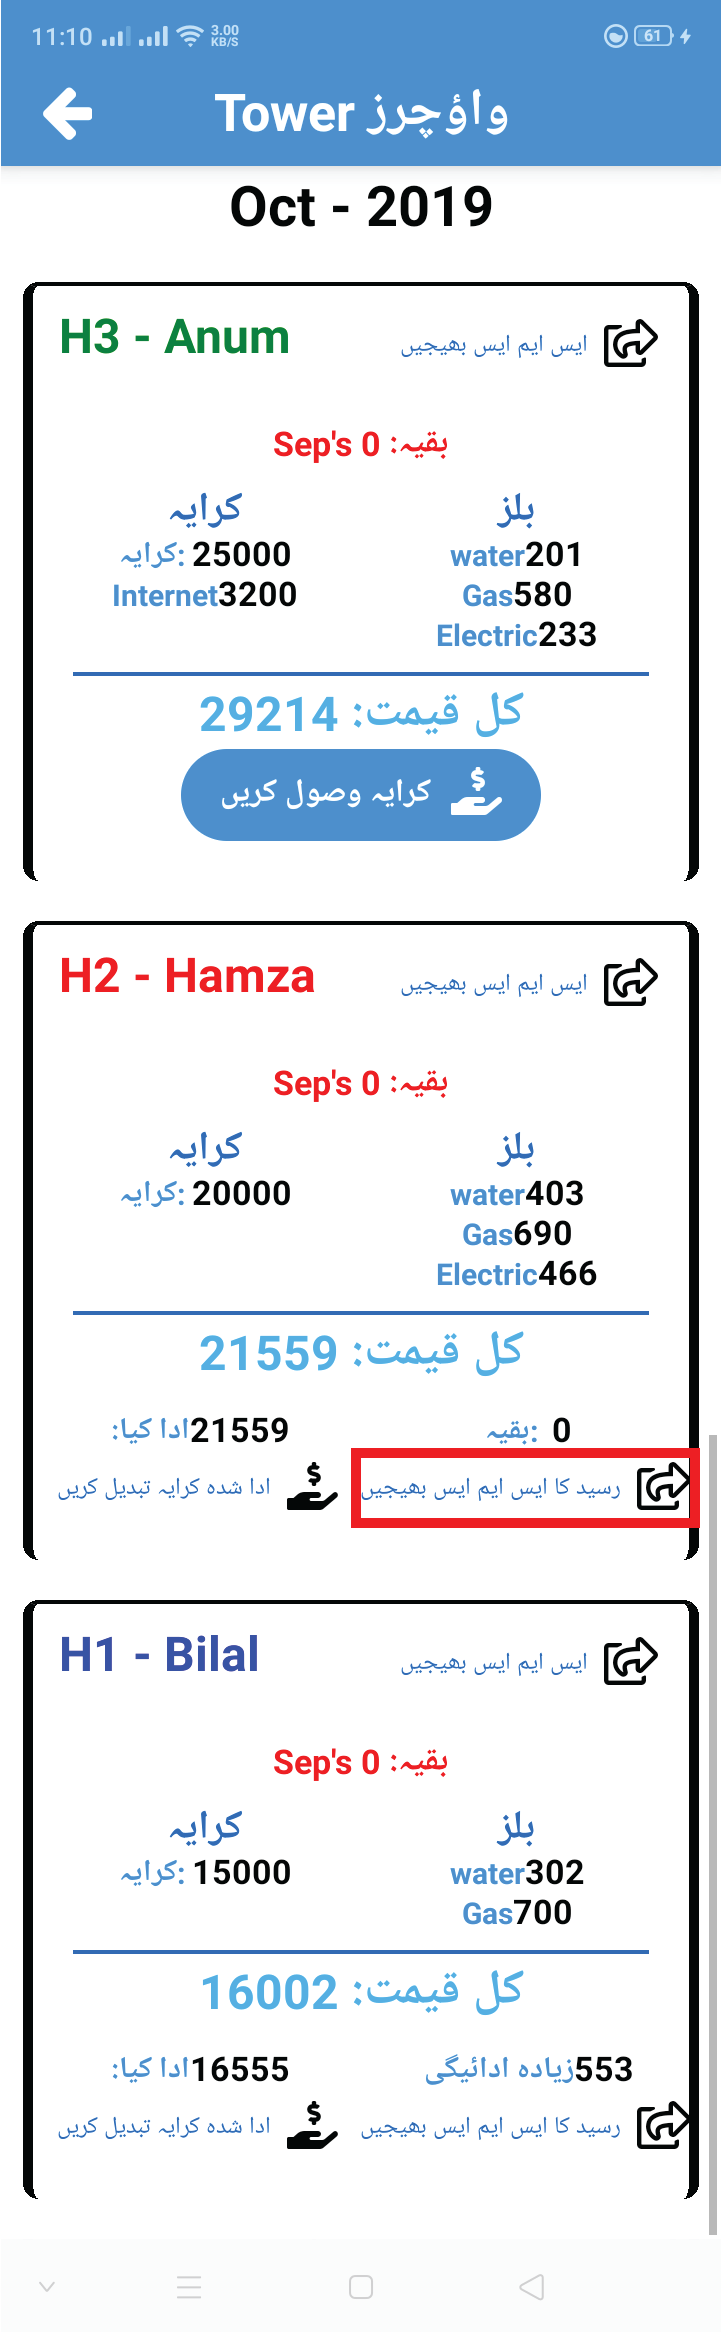 11:10 3.00 KB/S 61
Tower واؤچرز
Oct - 2019
H3 - Anum ایس ایم ایس بھیجیں
Sep's 0 :بقیہ
کرایہ بلز
کرایہ: 25000 water201
Internet3200 Gas580
Electric233
کل قیمت: 29214
کرایہ وصول کریں
H2 - Hamza ایس ایم ایس بھیجیں
Sep's 0 :بقیہ
کرایہ بلز
کرایہ: 20000 water403
Gas690
Electric466
کل قیمت: 21559
ادا کیا: 21559 بقیہ: 0
ادا شدہ کرایہ تبدیل کریں رسید کا ایس ایم ایس بھیجیں
H1 - Bilal ایس ایم ایس بھیجیں
Sep's 0 :بقیہ
کرایہ بلز
کرایہ: 15000 water302
Gas700
کل قیمت: 16002
ادا کیا: 16555 زیادہ ادائیگی553
ادا شدہ کرایہ تبدیل کریں رسید کا ایس ایم ایس بھیجیں